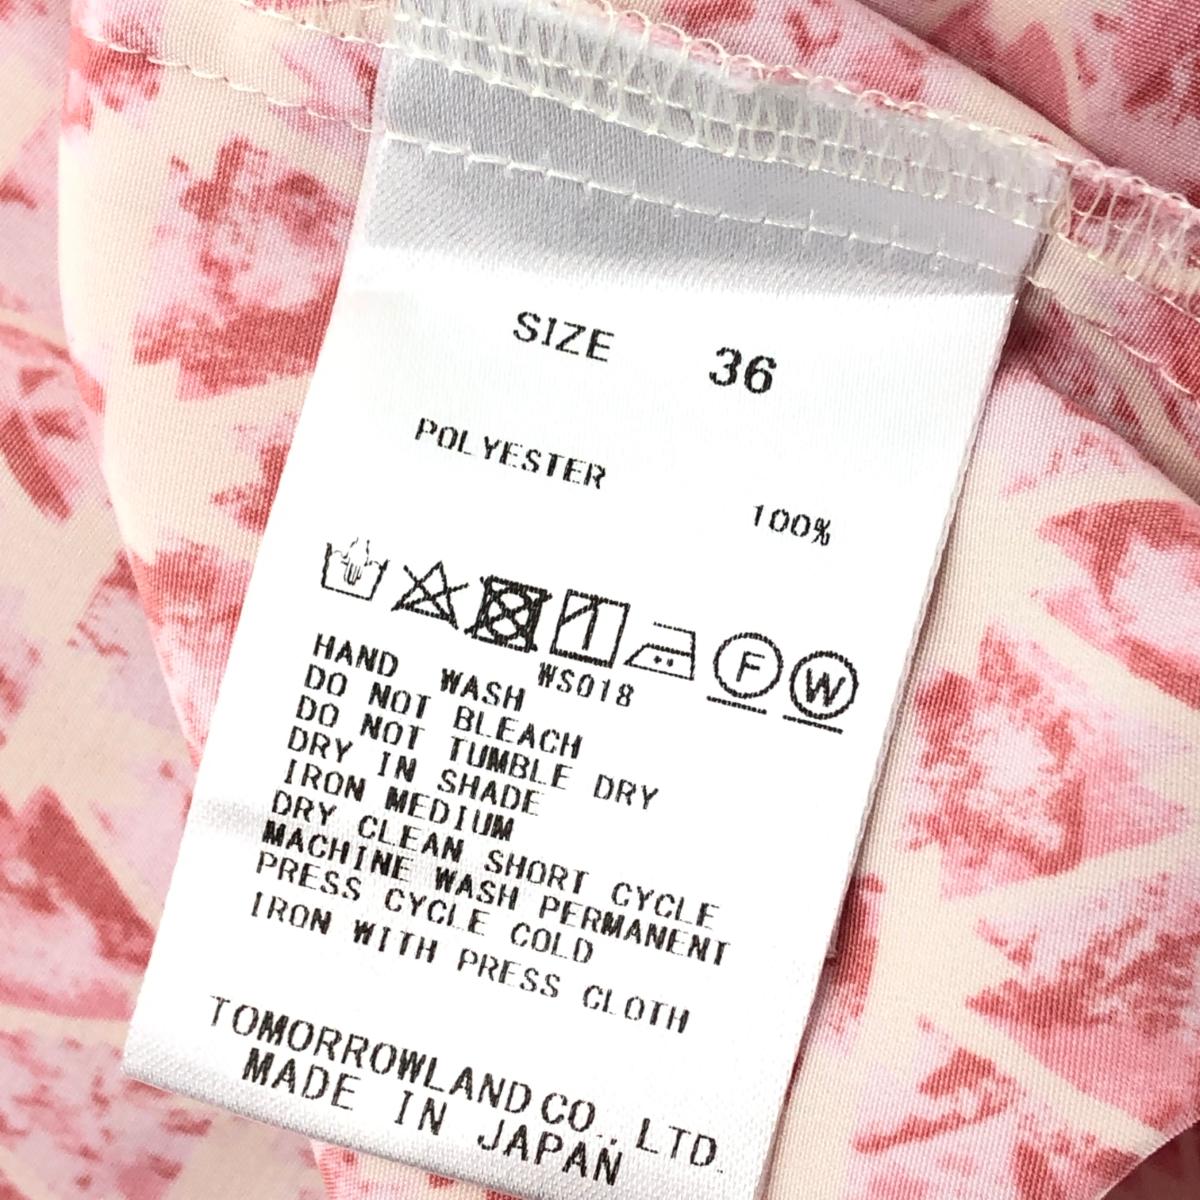 SIZE 36
POLYESTER
100%
F W
WS018
HAND WASH
DO NOT BLEACH
DO NOT TUMBLE DRY
DRY IN SHADE
IRON MEDIUM
DRY CLEAN SHORT CYCLE
MACHINE WASH PERMANENT
PRESS CYCLE COLD
IRON WITH PRESS CLOTH
TOMORROWLAND CO., LTD.
MADE IN JAPAN